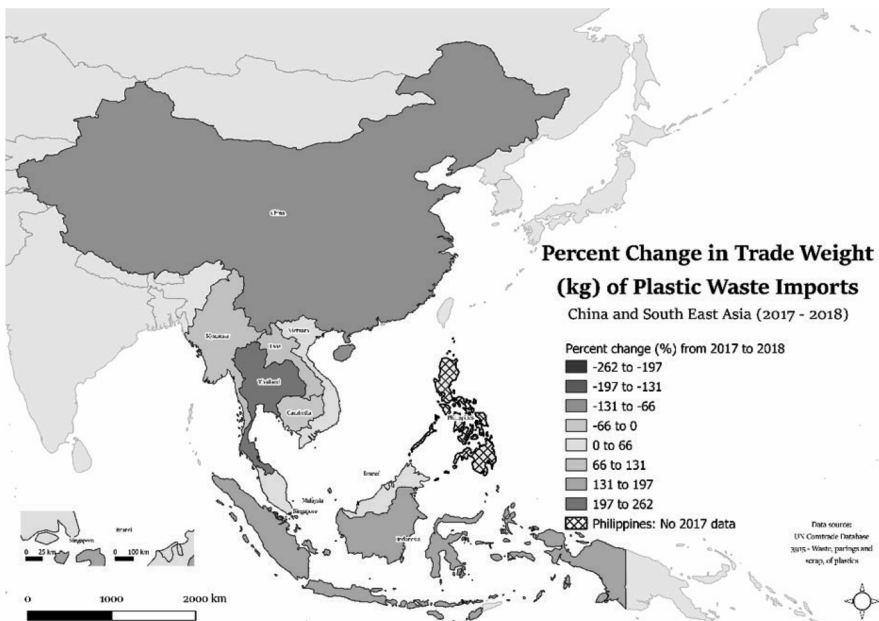 China
Myanmar
Vietnam
Laos
Thailand
Cambodia
Philippines
Brunei
Malaysia
Singapore
Indonesia
Percent Change in Trade Weight
(kg) of Plastic Waste Imports
China and South East Asia (2017 - 2018)
Percent change (%) from 2017 to 2018
-262 to -197
-197 to -131
-131 to -66
-66 to 0
0 to 66
66 to 131
131 to 197
197 to 262
Philippines: No 2017 data
Data source:
UN Comtrade Database
3915 - Waste, parings and
scrap, of plastics
Singapore
Brunei
0 25 km
0 100 km
0 1000 2000 km